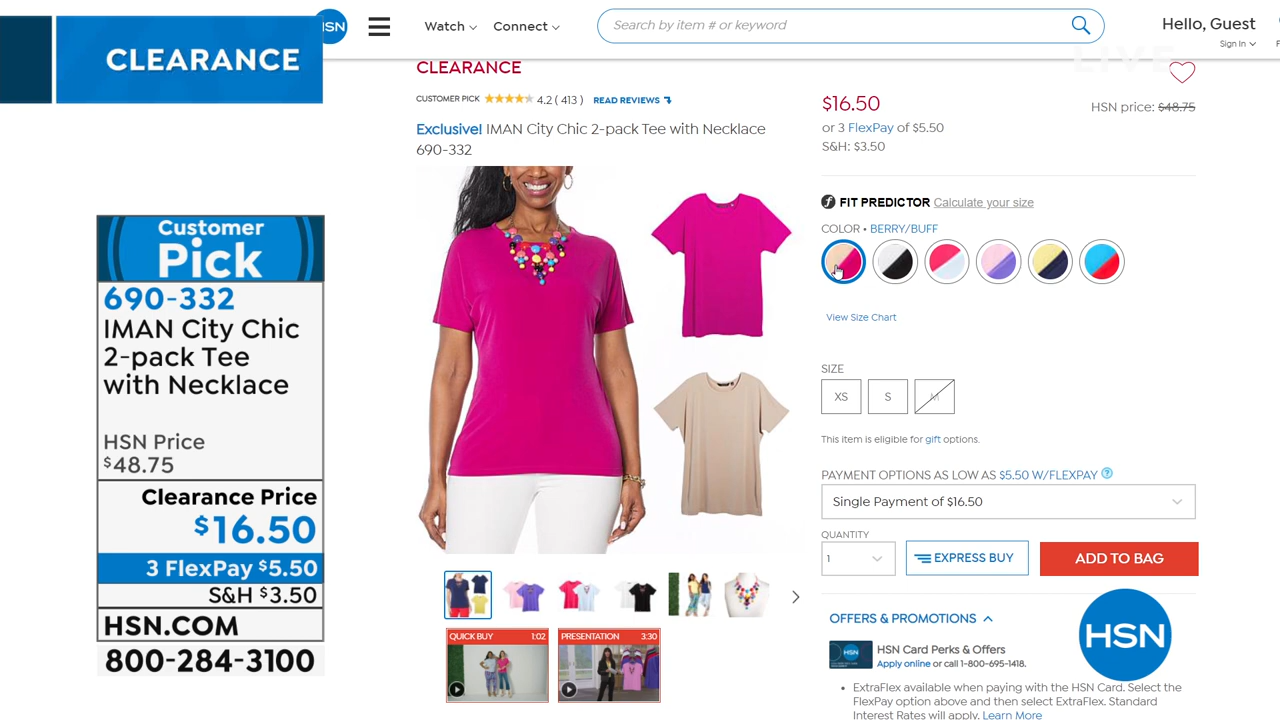 CLEARANCE
HSN
Watch
Connect
Search by item # or keyword
Hello, Guest
Sign In
LIVE
CLEARANCE
CUSTOMER PICK
4.2 ( 413 )
READ REVIEWS
Exclusive! IMAN City Chic 2-pack Tee with Necklace
690-332
$16.50
HSN price: $48.75
or 3 FlexPay of $5.50
S&H: $3.50
FIT PREDICTOR Calculate your size
COLOR • BERRY/BUFF
View Size Chart
SIZE
XS
S
M
This item is eligible for gift options.
PAYMENT OPTIONS AS LOW AS $5.50 W/FLEXPAY ?
Single Payment of $16.50
QUANTITY
1
EXPRESS BUY
ADD TO BAG
OFFERS & PROMOTIONS
HSN
HSN Card Perks & Offers
Apply online or call 1-800-695-1418.
• ExtraFlex available when paying with the HSN Card. Select the
FlexPay option above and then select ExtraFlex. Standard
Interest Rates will apply. Learn More
QUICK BUY 1:02
PRESENTATION 3:30
Customer
Pick
690-332
IMAN City Chic
2-pack Tee
with Necklace
HSN Price
$48.75
Clearance Price
$16.50
3 FlexPay $5.50
S&H $3.50
HSN.COM
800-284-3100